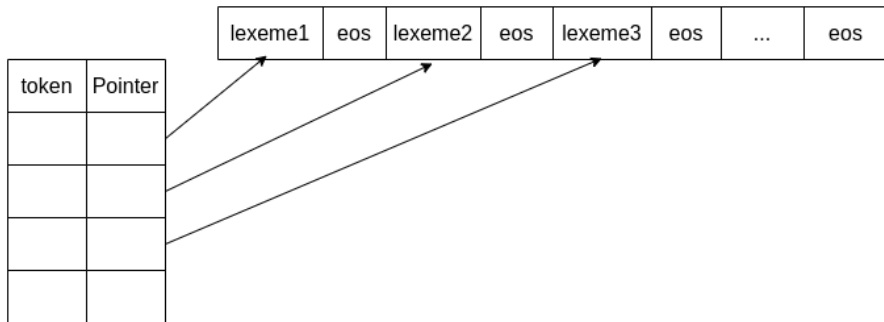 lexeme1 eos lexeme2 eos lexeme3 eos ... eos
token Pointer